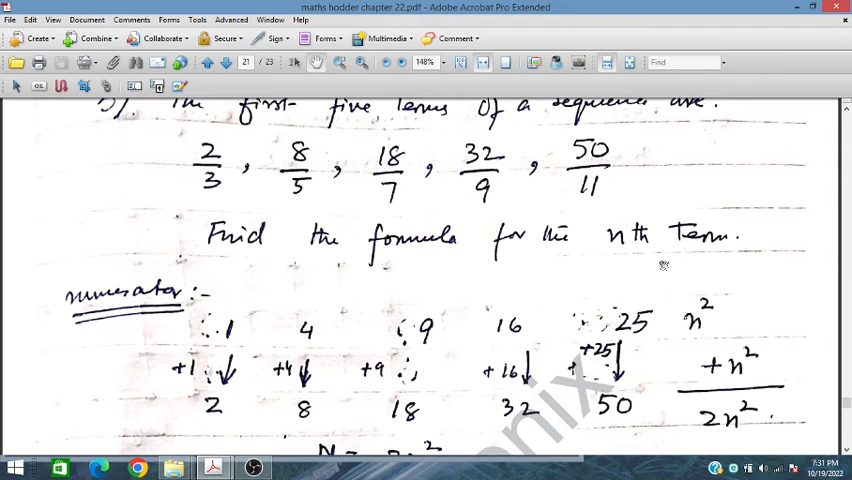 maths hodder chapter 22.pdf - Adobe Acrobat Pro Extended
File Edit View Document Comments Forms Tools Advanced Window Help
Create Combine Collaborate Secure Sign Forms Multimedia Comment
21 / 23 148% Find
The first five terms of a sequence are.
2/3 , 8/5 , 18/7 , 32/9 , 50/11
Find the formula for the nth Term.
numerator :-
1 4 9 16 25 n²
+1 +4 +9 +16 +25 +n²
2 8 18 32 50 2n².
7:31 PM
10/19/2022